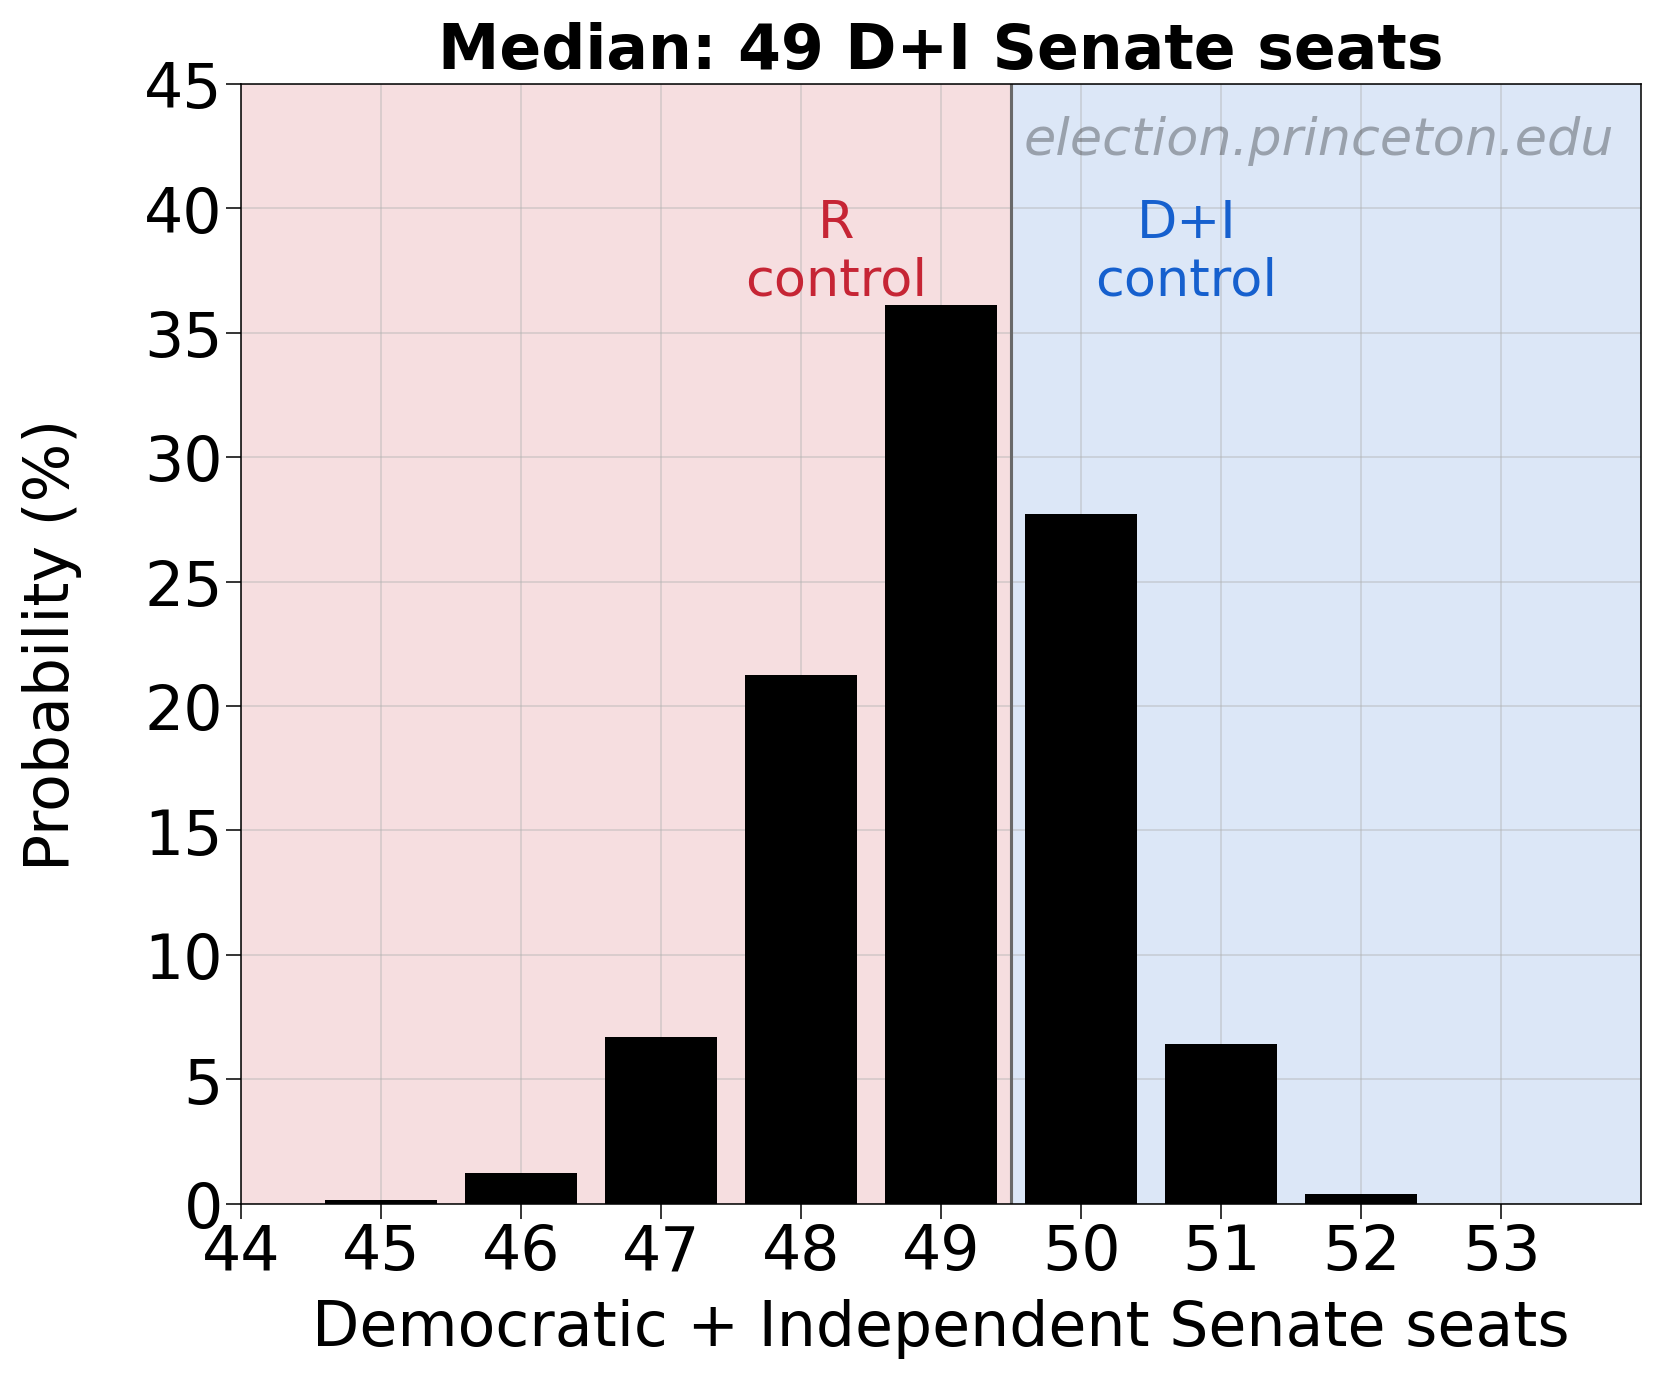 Median: 49 D+I Senate seats
election.princeton.edu
R
control
D+I
control
Probability (%)
45
40
35
30
25
20
15
10
5
0
44 45 46 47 48 49 50 51 52 53
Democratic + Independent Senate seats